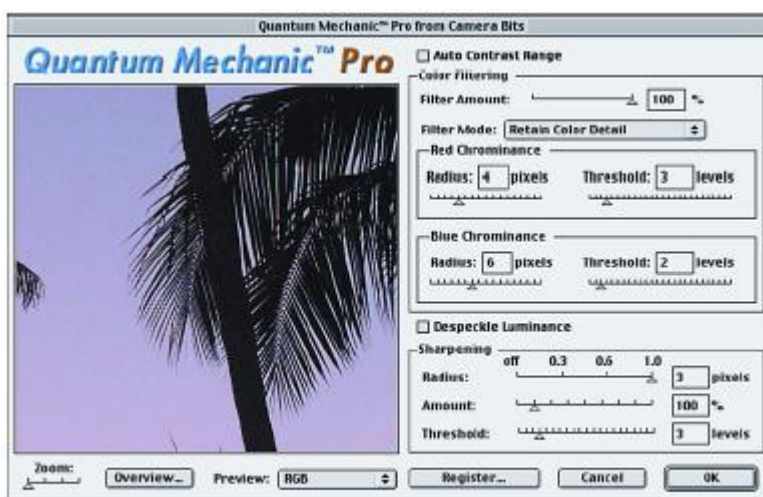 Quantum Mechanic™ Pro from Camera Bits
Quantum Mechanic™ Pro
Auto Contrast Range
Color Filtering
Filter Amount: 100 %
Filter Mode: Retain Color Detail
Red Chrominance
Radius: 4 pixels Threshold: 3 levels
Blue Chrominance
Radius: 6 pixels Threshold: 2 levels
Despeckle Luminance
Sharpening
off 0.3 0.6 1.0
Radius: 3 pixels
Amount: 100 %
Threshold: 3 levels
Zoom:
Overview... Preview: RGB Register... Cancel OK